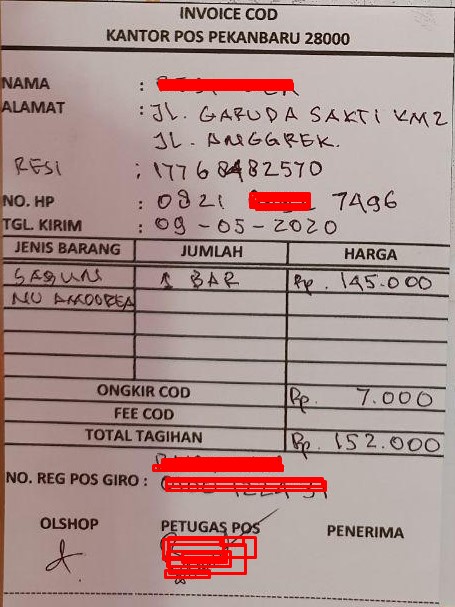 INVOICE COD
KANTOR POS PEKANBARU 28000
NAMA :
ALAMAT : JL. GARUDA SAKTI KM2
JL. ANGGREK.
RESI : 17768482570
NO. HP : 0821 7496
TGL. KIRIM : 09-05-2020
JENIS BARANG JUMLAH HARGA
SABUN 1 BAR Rp. 145.000
NU AMOOREA
ONGKIR COD Rp. 7.000
FEE COD
TOTAL TAGIHAN Rp. 152.000
NO. REG POS GIRO :
OLSHOP PETUGAS POS PENERIMA